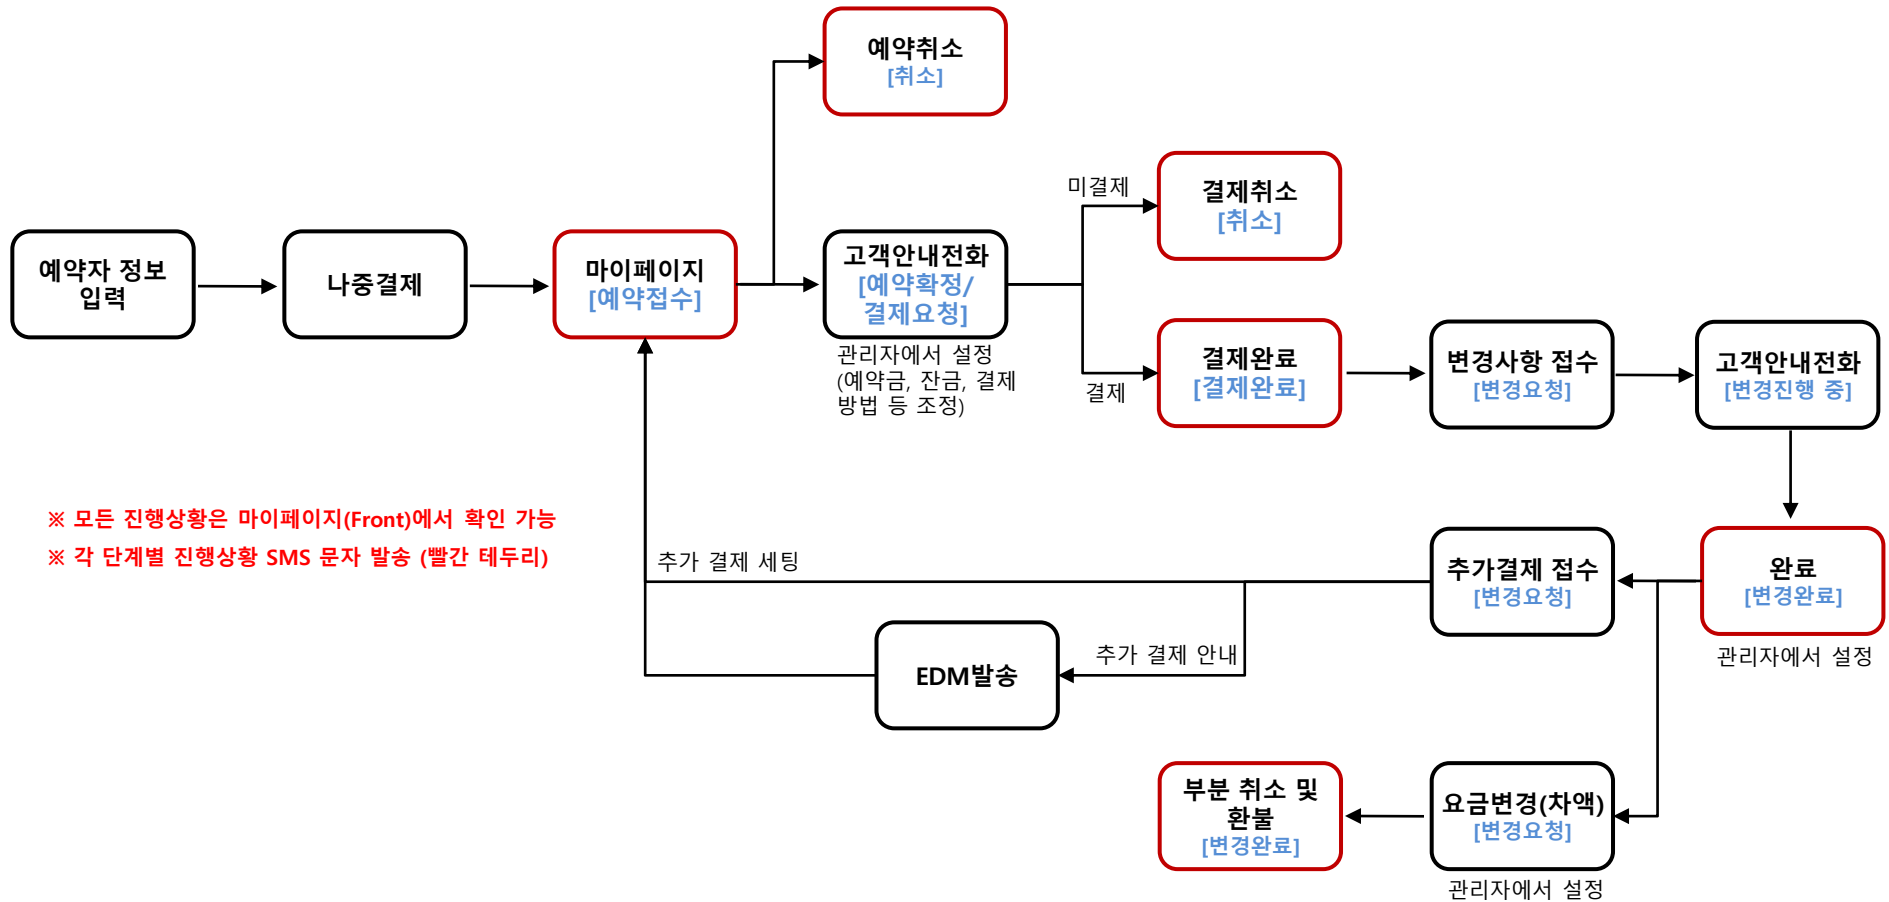 예약취소
[취소]
미결제
결제취소
[취소]
예약자 정보
입력
나중결제
마이페이지
[예약접수]
고객안내전화
[예약확정/
결제요청]
관리자에서 설정
(예약금, 잔금, 결제
방법 등 조정)
결제
결제완료
[결제완료]
변경사항 접수
[변경요청]
고객안내전화
[변경진행 중]
※ 모든 진행상황은 마이페이지(Front)에서 확인 가능
※ 각 단계별 진행상황 SMS 문자 발송 (빨간 테두리)
추가 결제 세팅
추가결제 접수
[변경요청]
완료
[변경완료]
관리자에서 설정
추가 결제 안내
EDM발송
부분 취소 및
환불
[변경완료]
요금변경(차액)
[변경요청]
관리자에서 설정